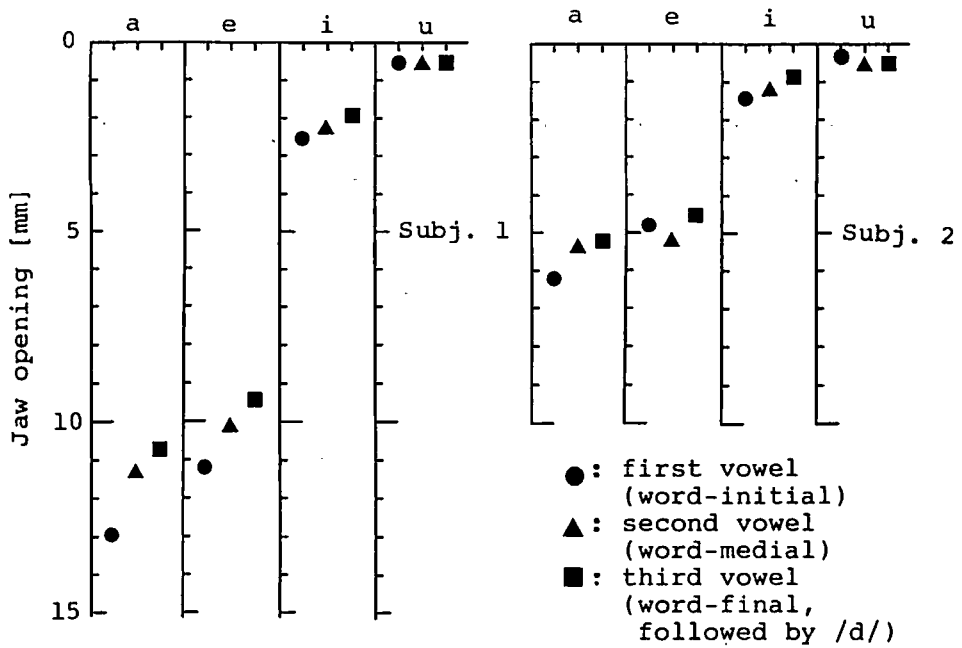 a e i u
a e i u
0
5
10
15
Jaw opening [mm]
Subj. 1
Subj. 2
●: first vowel
(word-initial)
▲: second vowel
(word-medial)
■: third vowel
(word-final,
followed by /d/)